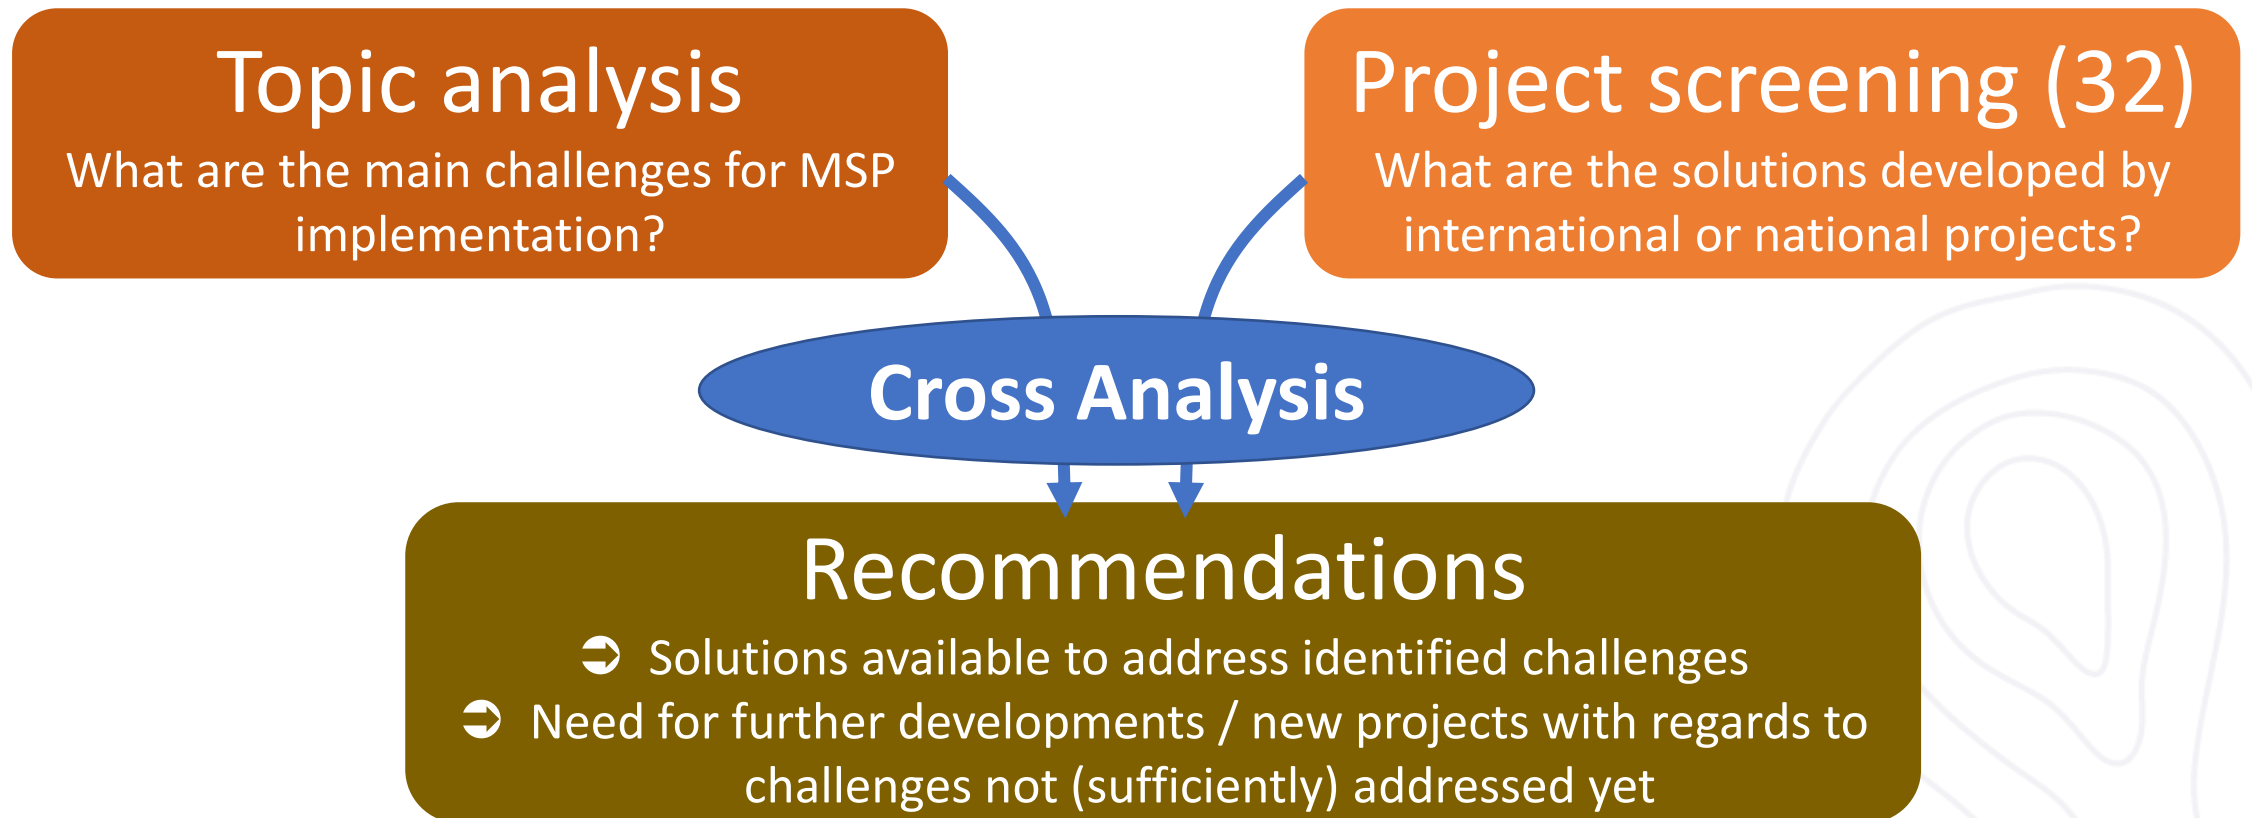 Topic analysis
What are the main challenges for MSP
implementation?
Project screening (32)
What are the solutions developed by
international or national projects?
Cross Analysis
Recommendations
➲ Solutions available to address identified challenges
➲ Need for further developments / new projects with regards to
challenges not (sufficiently) addressed yet